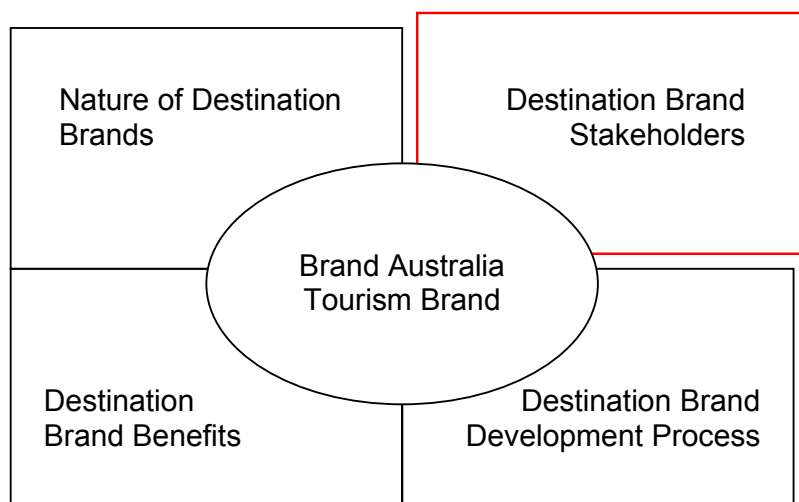 Nature of Destination
Brands
Destination Brand
Stakeholders
Brand Australia
Tourism Brand
Destination
Brand Benefits
Destination Brand
Development Process